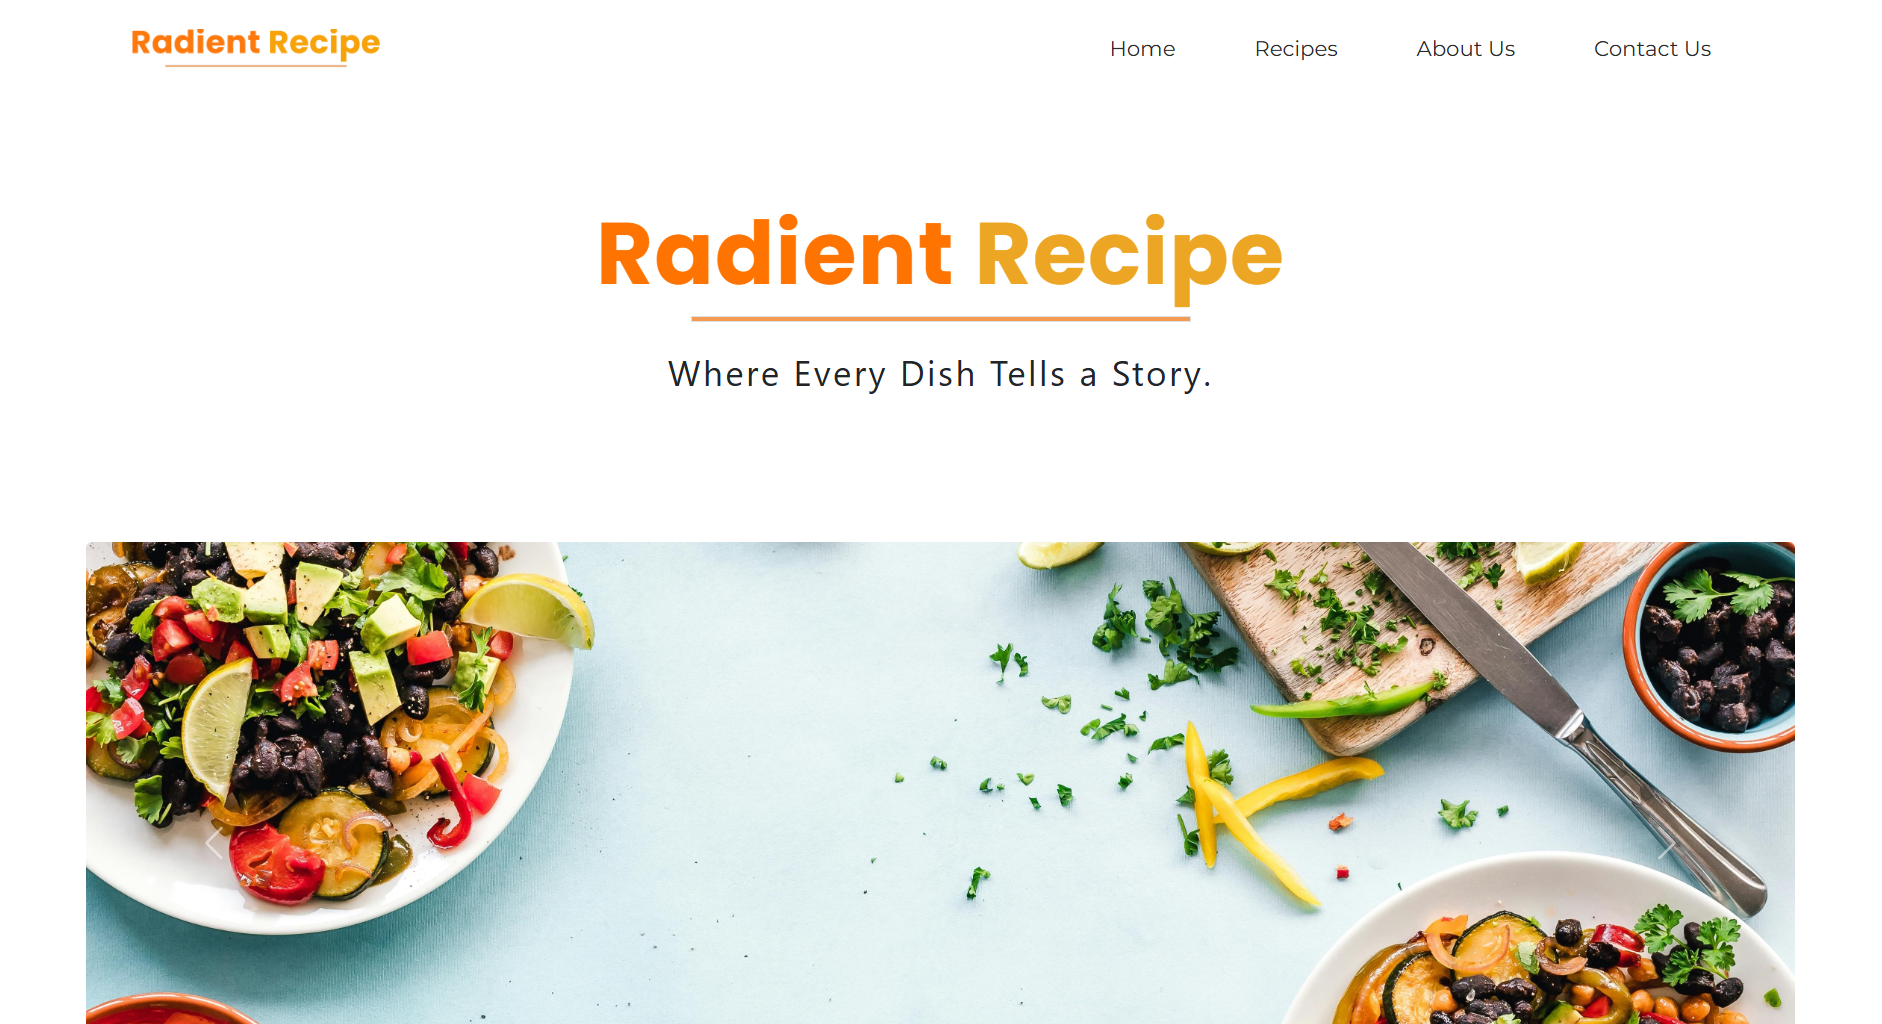 Radient Recipe
Home Recipes About Us Contact Us
Radient Recipe
Where Every Dish Tells a Story.